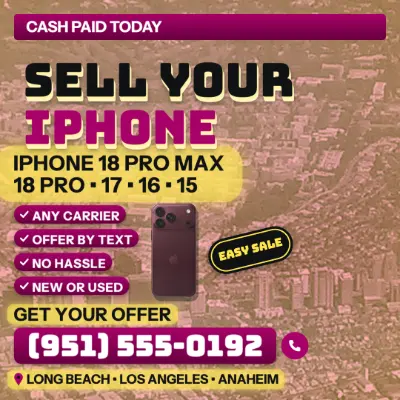 CASH PAID TODAY
SELL YOUR
IPHONE
IPHONE 18 PRO MAX
18 PRO • 17 • 16 • 15
ANY CARRIER
OFFER BY TEXT
NO HASSLE
NEW OR USED
EASY SALE
GET YOUR OFFER
(951) 555-0192
LONG BEACH • LOS ANGELES • ANAHEIM